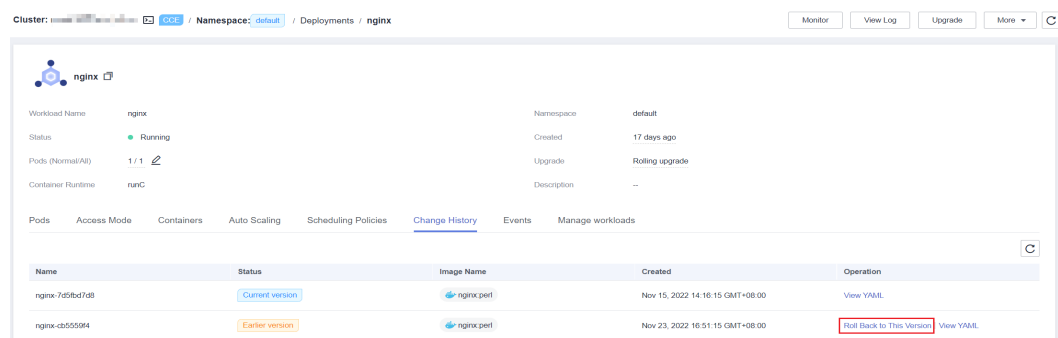 Cluster: CCE / Namespace: default / Deployments / nginx Monitor View Log Upgrade More
nginx
Workload Name nginx Namespace default
Status Running Created 17 days ago
Pods (Normal/All) 1/1 Upgrade Rolling upgrade
Container Runtime runC Description --
Pods Access Mode Containers Auto Scaling Scheduling Policies Change History Events Manage workloads
Name Status Image Name Created Operation
nginx-7d5fbd7d8 Current version nginx:perl Nov 15, 2022 14:16:15 GMT+08:00 View YAML
nginx-cb5559f4 Earlier version nginx:perl Nov 23, 2022 16:51:15 GMT+08:00 Roll Back to This Version View YAML